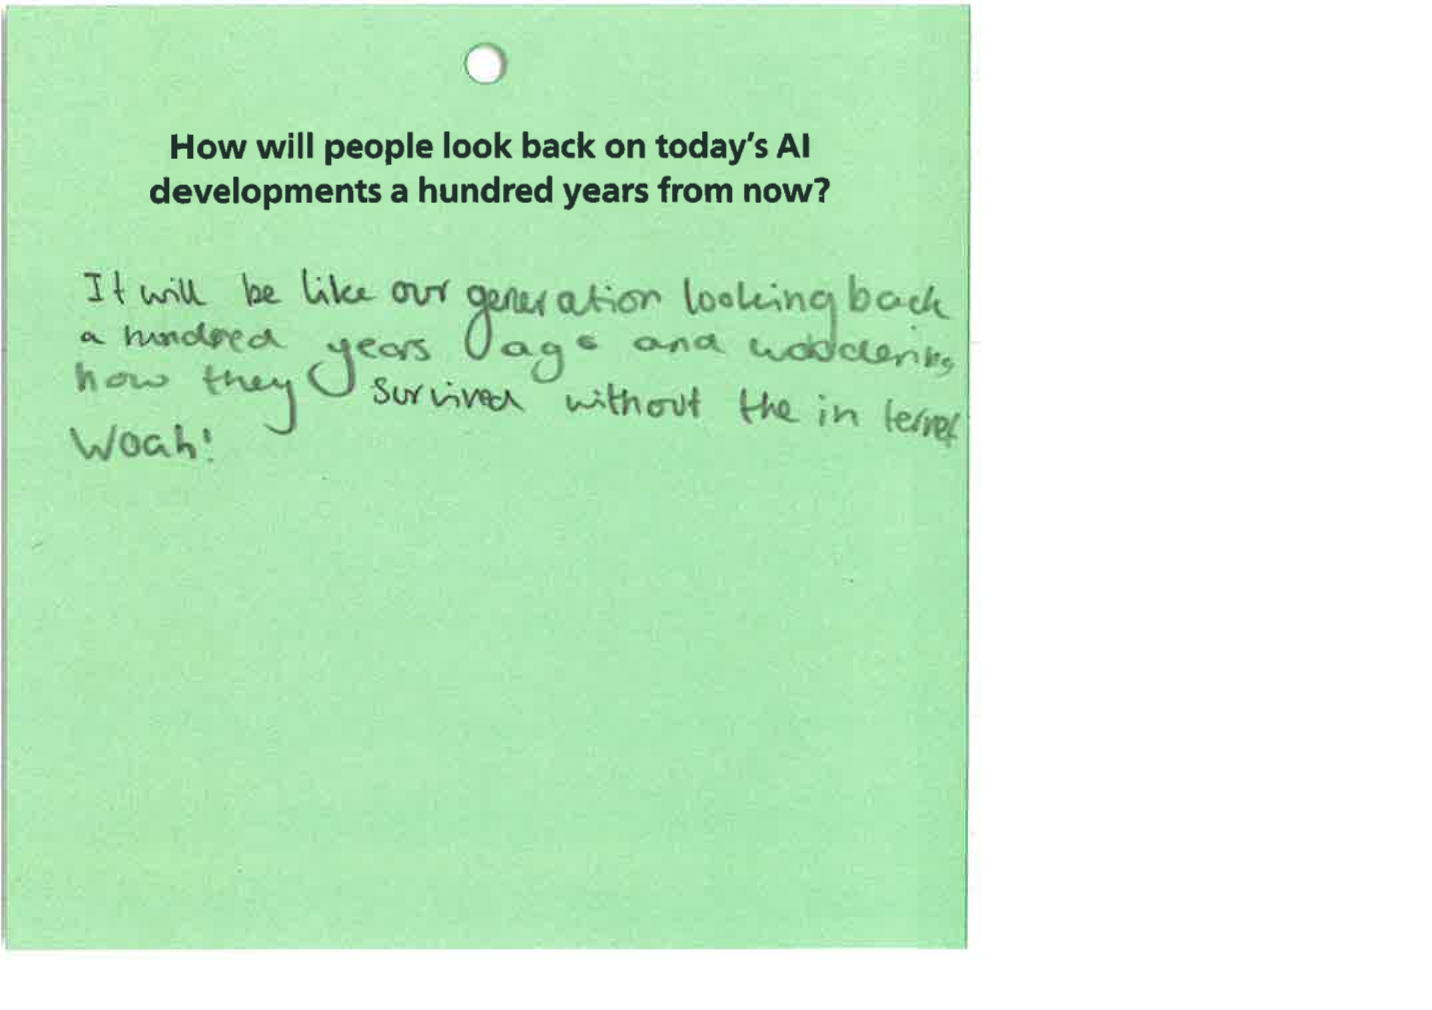 How will people look back on today's AI
developments a hundred years from now?
It will be like our generation looking back
a hundred years ago and wondering
how they survived without the internet
Woah!